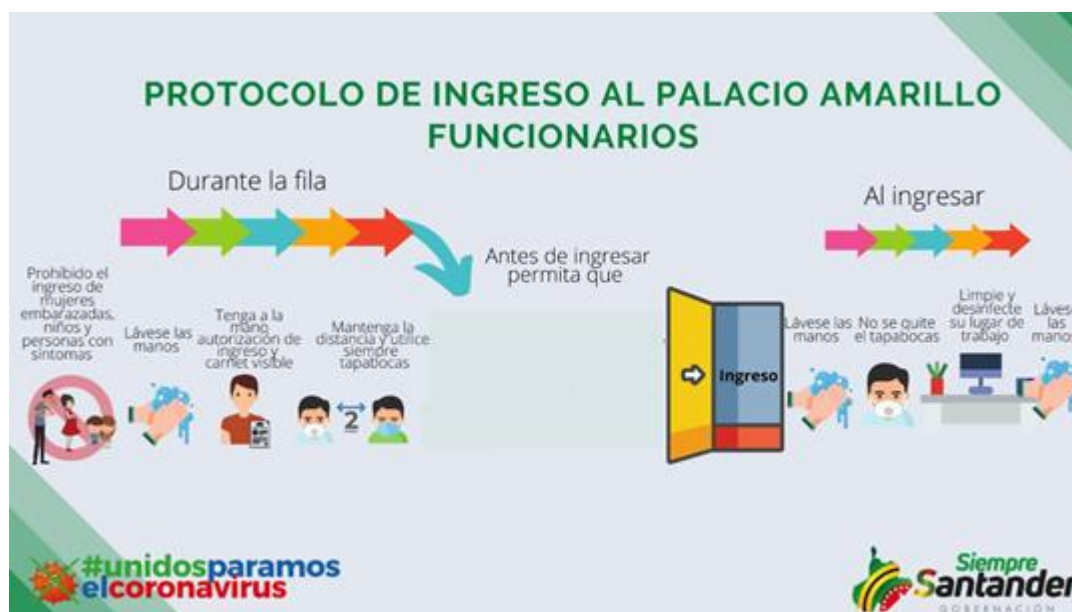 PROTOCOLO DE INGRESO AL PALACIO AMARILLO
FUNCIONARIOS
Durante la fila
Prohibido el
ingreso de
mujeres
embarazadas,
niños y
personas con
síntomas
Lávese las
manos
Tenga a la
mano
autorización de
ingreso y
carnet visible
Mantenga la
distancia y utilice
siempre
tapabocas
2
Antes de ingresar
permita que
Ingreso
Al ingresar
Lávese las
manos
No se quite
el tapabocas
Limpie y
desinfecte
su lugar de
trabajo
Lávese
las
manos
#unidosparamos
elcoronavirus
Siempre
Santander
GOBERNACIÓN